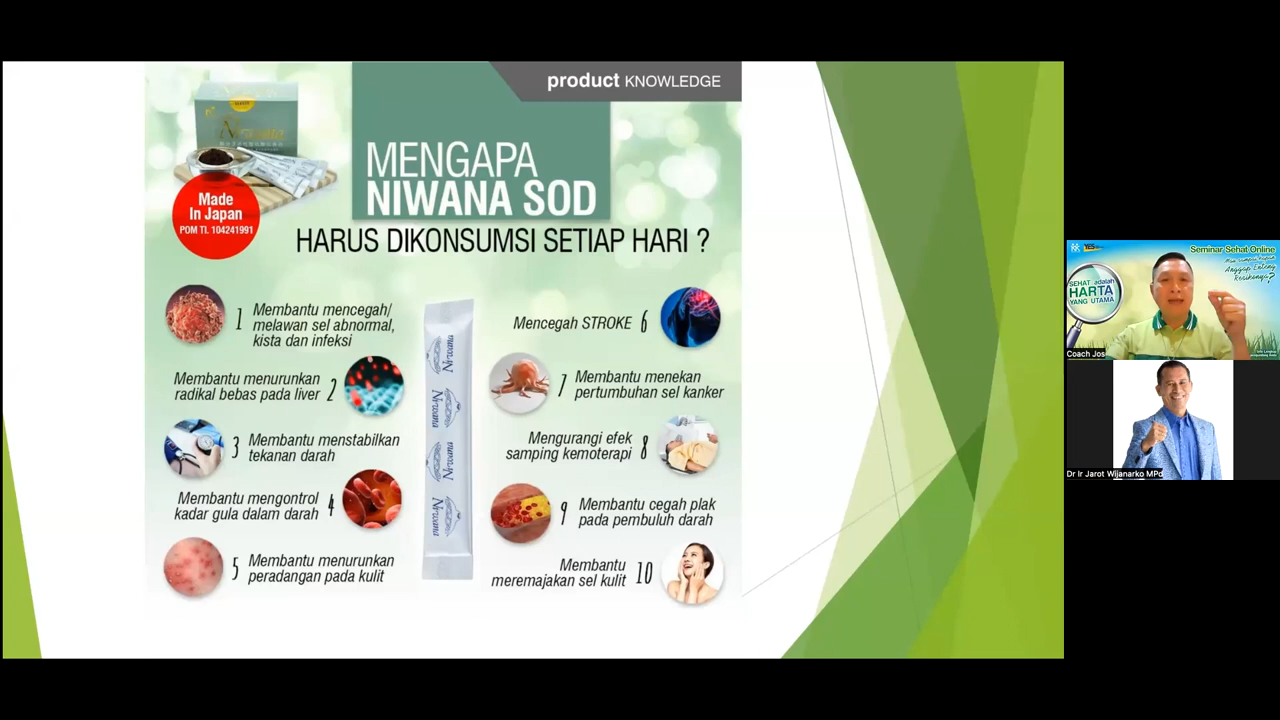 product KNOWLEDGE
MENGAPA
NIWANA SOD
HARUS DIKONSUMSI SETIAP HARI ?
Made
In Japan
POM TI. 104241991
1
Membantu mencegah/
melawan sel abnormal,
kista dan infeksi
Membantu menurunkan
radikal bebas pada liver
2
3
Membantu menstabilkan
tekanan darah
Membantu mengontrol
kadar gula dalam darah
4
5
Membantu menurunkan
peradangan pada kulit
Mencegah STROKE
6
7
Membantu menekan
pertumbuhan sel kanker
Mengurangi efek
samping kemoterapi
8
9
Membantu cegah plak
pada pembuluh darah
Membantu
meremajakan sel kulit
10
Seminar Sehat Online
SEHAT adalah
HARTA
YANG UTAMA
Coach Jos
Dr Ir Jarot Wijanarko MPd